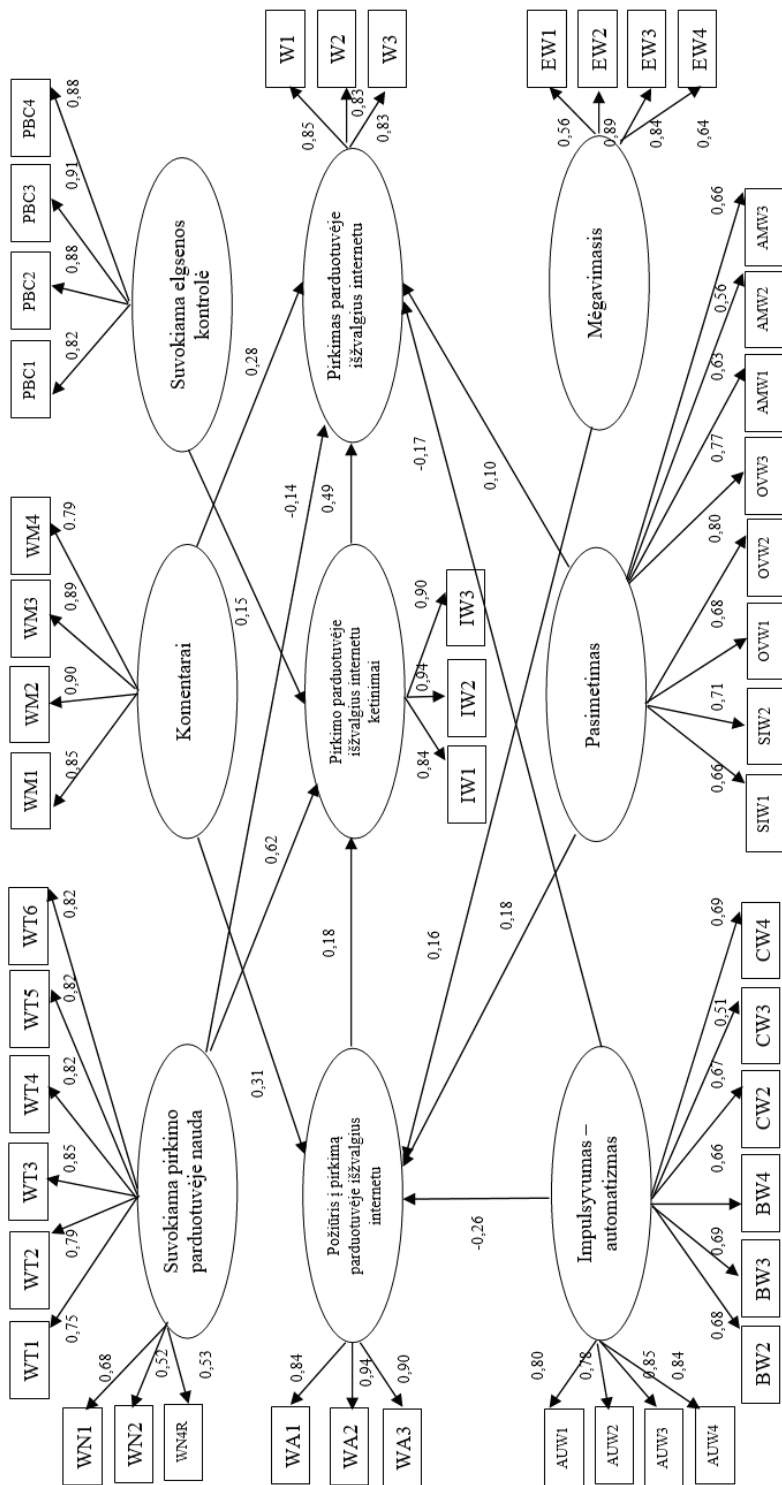 WT1
WT2
WT3
WT4
WT5
WT6
0,75
0,79
0,85
0,82
0,82
0,82
WM1
WM2
WM3
WM4
0,85
0,90
0,89
0.79
PBC1
PBC2
PBC3
PBC4
0,82
0,88
0,91
0,88
WN1
WN2
WN4R
0,68
0,52
0,53
Suvokiama pirkimo
parduotuvėje nauda
Komentarai
Suvokiama elgsenos
kontrolė
0,31
0,62
0,15
-0,14
0,28
WA1
WA2
WA3
0,84
0,94
0,90
Požiūris į pirkimą
parduotuvėje išžvalgius
internetu
0,18
Pirkimo parduotuvėje
išžvalgius internetu
ketinimai
0,49
Pirkimas parduotuvėje
išžvalgius internetu
0,85
0,83
0,83
W1
W2
W3
0,84
0,94
0,90
IW1
IW2
IW3
-0,26
0,16
0,18
-0,17
0,10
AUW1
AUW2
AUW3
AUW4
0,80
0,78
0,85
0,84
Impulsyvumas –
automatizmas
Pasimetimas
Mėgavimasis
0,56
0,89
0,84
0,64
EW1
EW2
EW3
EW4
0,68
0,69
0,66
0,67
0,51
0,69
BW2
BW3
BW4
CW2
CW3
CW4
0,66
0,71
0,68
0,80
0,77
0,63
0,56
0,66
SIW1
SIW2
OVW1
OVW2
OVW3
AMW1
AMW2
AMW3